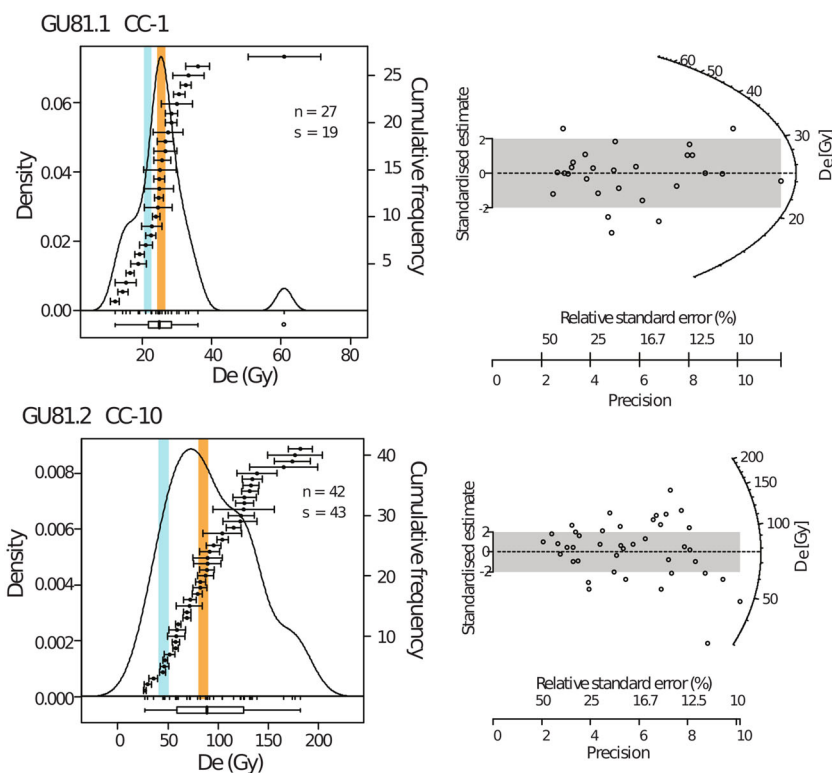 GU81.1 CC-1
Density
0.06
0.04
0.02
0.00
n = 27
s = 19
25
20
15
10
5
Cumulative frequency
20 40 60 80
De (Gy)
Standardised estimate
2
0
-2
60
50
40
30
20
De [Gy]
Relative standard error (%)
50 25 16.7 12.5 10
0 2 4 6 8 10
Precision
GU81.2 CC-10
Density
0.008
0.006
0.004
0.002
0.000
n = 42
s = 43
40
30
20
10
Cumulative frequency
0 50 100 150 200
De (Gy)
Standardised estimate
2
0
-2
200
150
100
50
De [Gy]
Relative standard error (%)
50 25 16.7 12.5 10
0 2 4 6 8 10
Precision